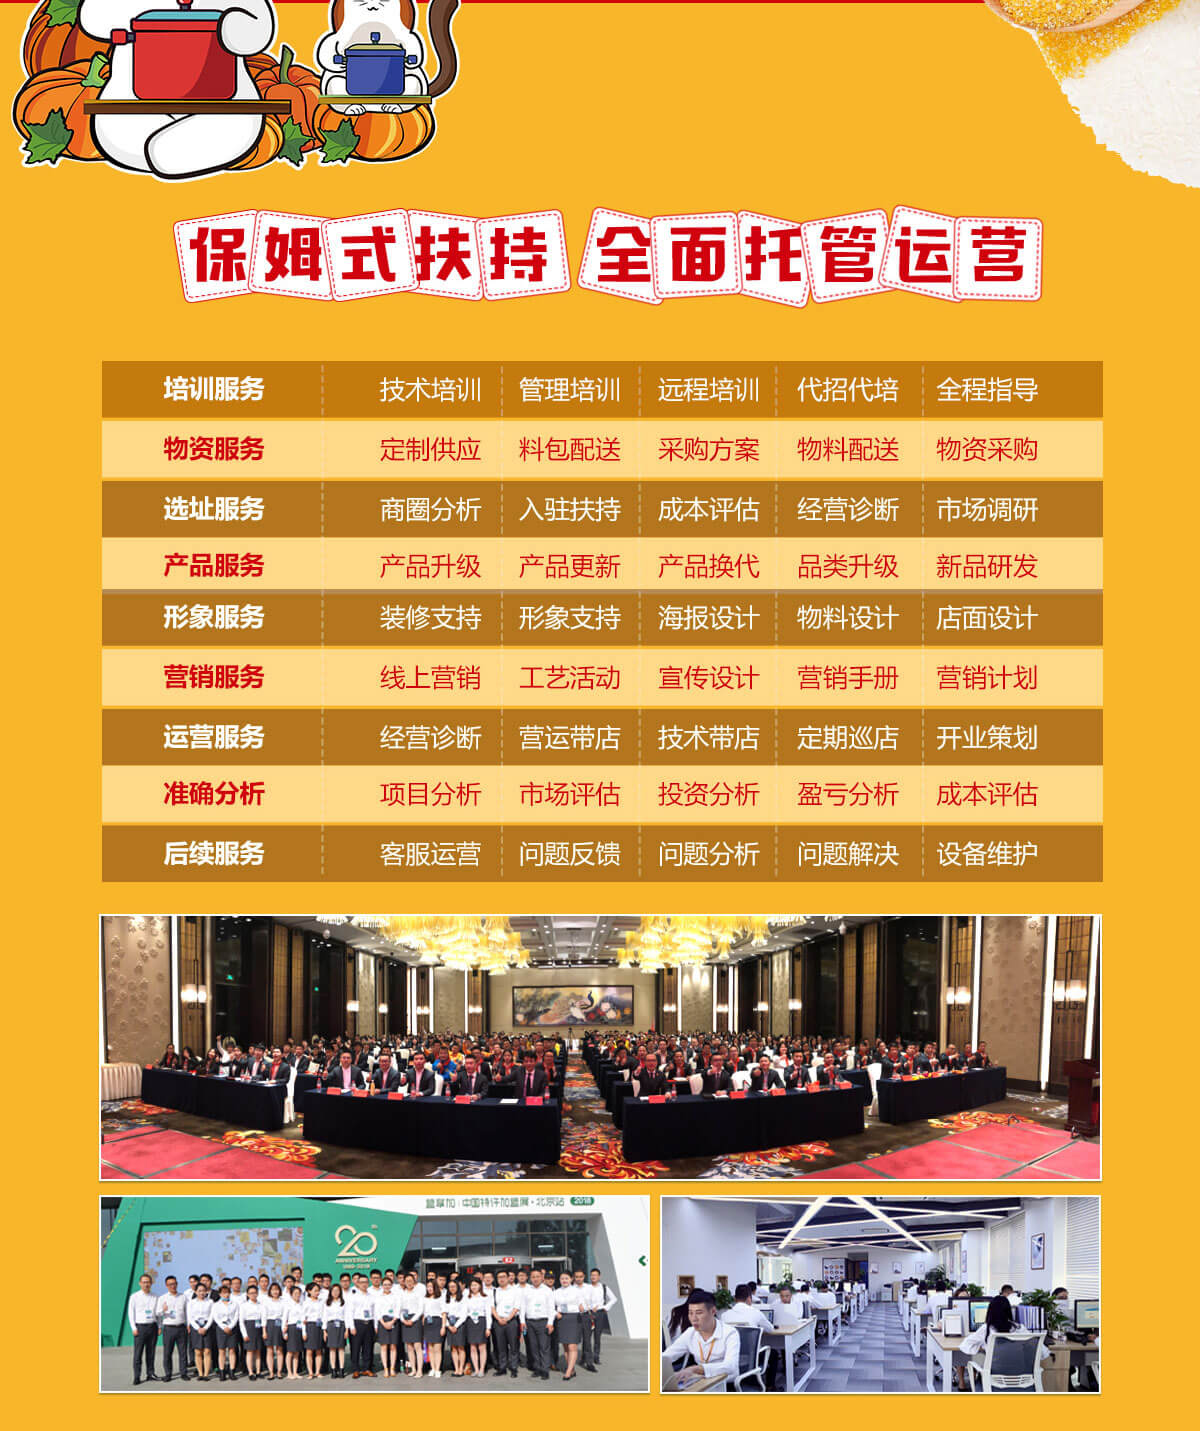 保姆式扶持 全面托管运营
培训服务 技术培训 管理培训 远程培训 代招代培 全程指导
物资服务 定制供应 料包配送 采购方案 物料配送 物资采购
选址服务 商圈分析 入驻扶持 成本评估 经营诊断 市场调研
产品服务 产品升级 产品更新 产品换代 品类升级 新品研发
形象服务 装修支持 形象支持 海报设计 物料设计 店面设计
营销服务 线上营销 工艺活动 宣传设计 营销手册 营销计划
运营服务 经营诊断 营运带店 技术带店 定期巡店 开业策划
准确分析 项目分析 市场评估 投资分析 盈亏分析 成本评估
后续服务 客服运营 问题反馈 问题分析 问题解决 设备维护
中国特许加盟展·北京站 2018
20th
ANNIVERSARY